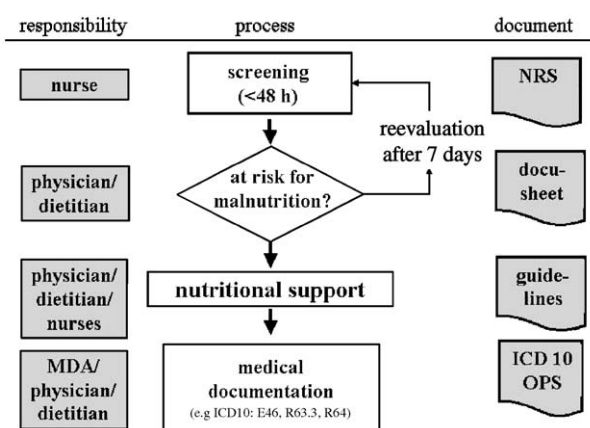 responsibility process document
nurse
screening
(<48 h)
NRS
reevaluation
after 7 days
physician/
dietitian
at risk for
malnutrition?
docu-
sheet
physician/
dietitian/
nurses
nutritional support
guide-
lines
MDA/
physician/
dietitian
medical
documentation
(e.g ICD10: E46, R63.3, R64)
ICD 10
OPS